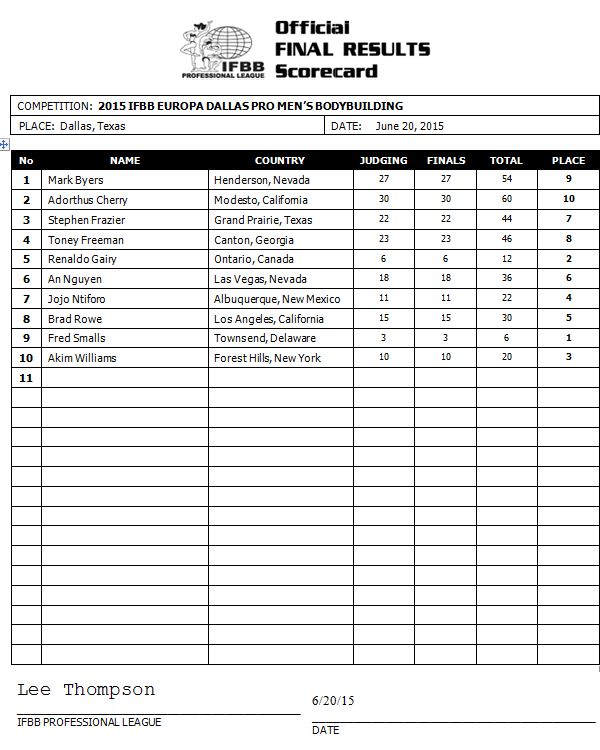 Official
FINAL RESULTS
Scorecard
IFBB
PROFESSIONAL LEAGUE
COMPETITION: 2015 IFBB EUROPA DALLAS PRO MEN'S BODYBUILDING
PLACE: Dallas, Texas DATE: June 20, 2015
No NAME COUNTRY JUDGING FINALS TOTAL PLACE
1 Mark Byers Henderson, Nevada 27 27 54 9
2 Adorthus Cherry Modesto, California 30 30 60 10
3 Stephen Frazier Grand Prairie, Texas 22 22 44 7
4 Toney Freeman Canton, Georgia 23 23 46 8
5 Renaldo Gairy Ontario, Canada 6 6 12 2
6 An Nguyen Las Vegas, Nevada 18 18 36 6
7 Jojo Ntiforo Albuquerque, New Mexico 11 11 22 4
8 Brad Rowe Los Angeles, California 15 15 30 5
9 Fred Smalls Townsend, Delaware 3 3 6 1
10 Akim Williams Forest Hills, New York 10 10 20 3
11
Lee Thompson
6/20/15
IFBB PROFESSIONAL LEAGUE
DATE